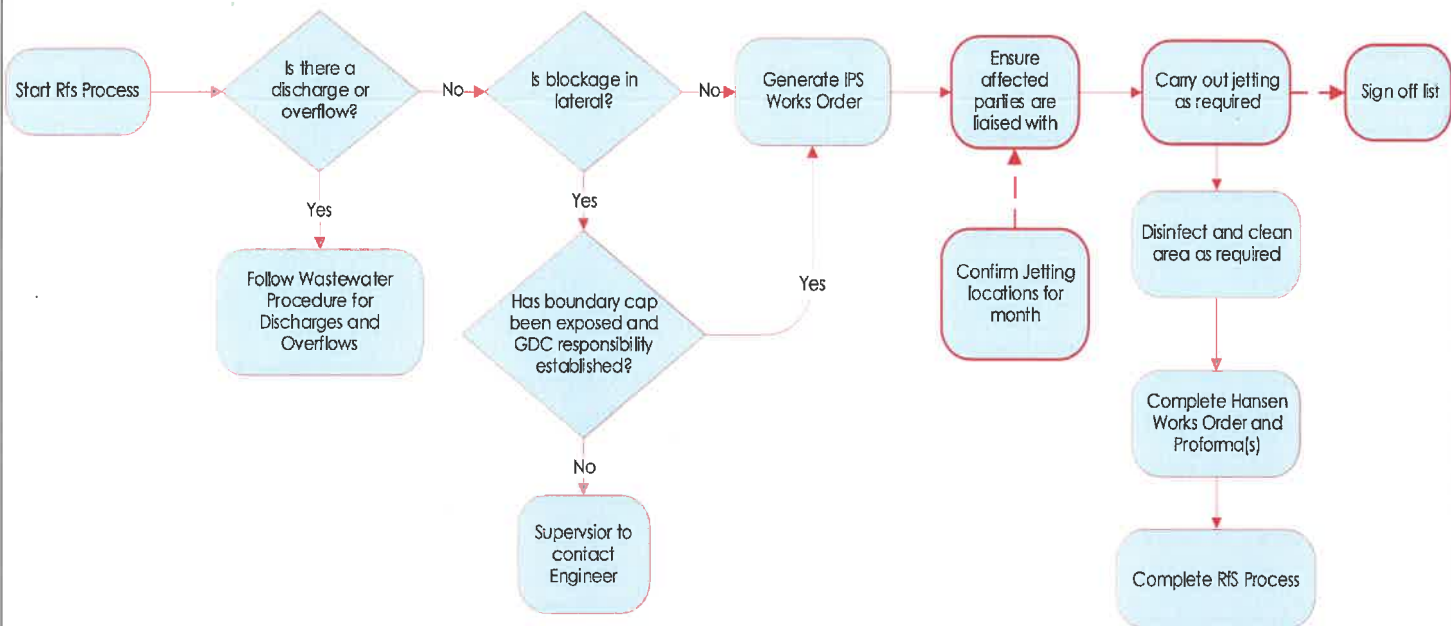 Start Rfs Process
Is there a
discharge or
overflow?
No
Is blockage in
lateral?
No
Generate IPS
Works Order
Ensure
affected
parties are
liaised with
Carry out jetting
as required
Sign off list
Yes
Follow Wastewater
Procedure for
Discharges and
Overflows
Yes
Has boundary cap
been exposed and
GDC responsibility
established?
Yes
No
Supervsior to
contact
Engineer
Confirm Jetting
locations for
month
Disinfect and clean
area as required
Complete Hansen
Works Order and
Proforma(s)
Complete RfS Process